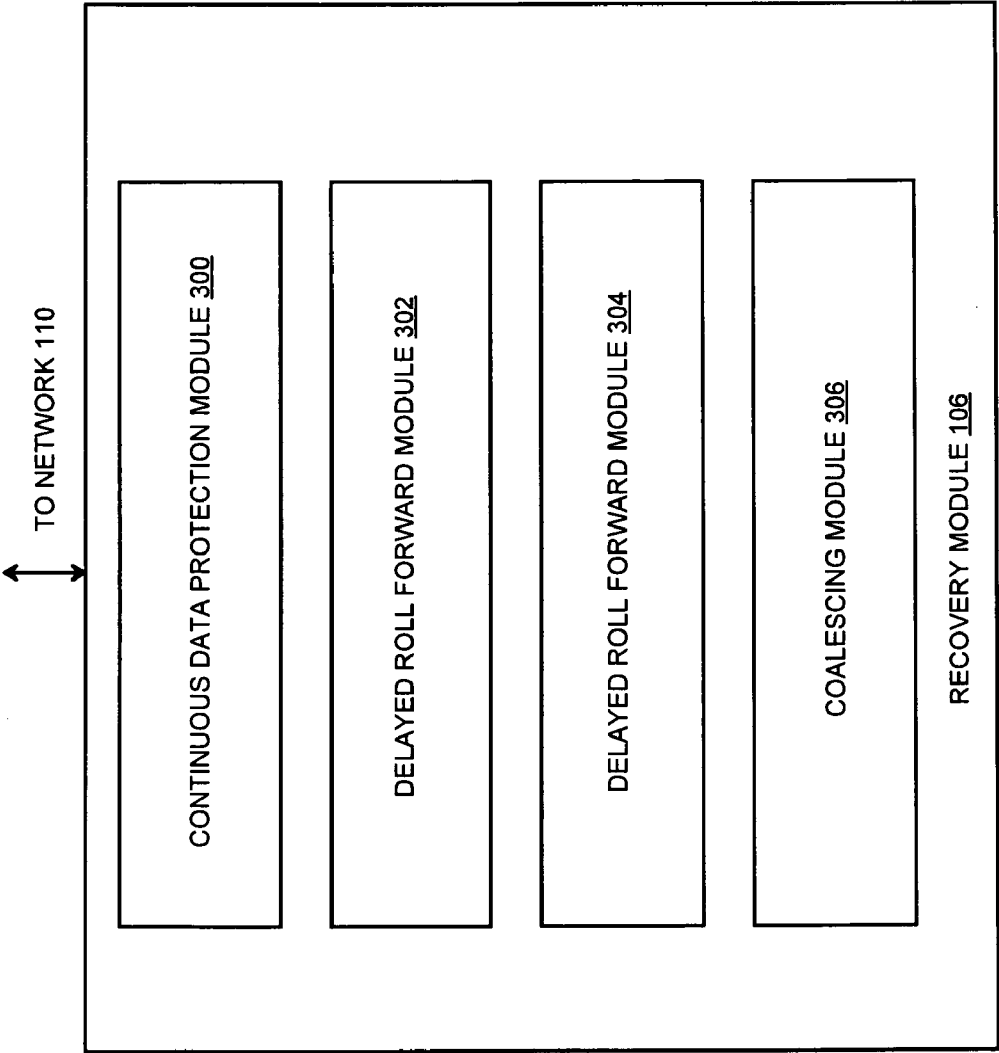 TO NETWORK 110
CONTINUOUS DATA PROTECTION MODULE 300
DELAYED ROLL FORWARD MODULE 302
DELAYED ROLL FORWARD MODULE 304
COALESCING MODULE 306
RECOVERY MODULE 106